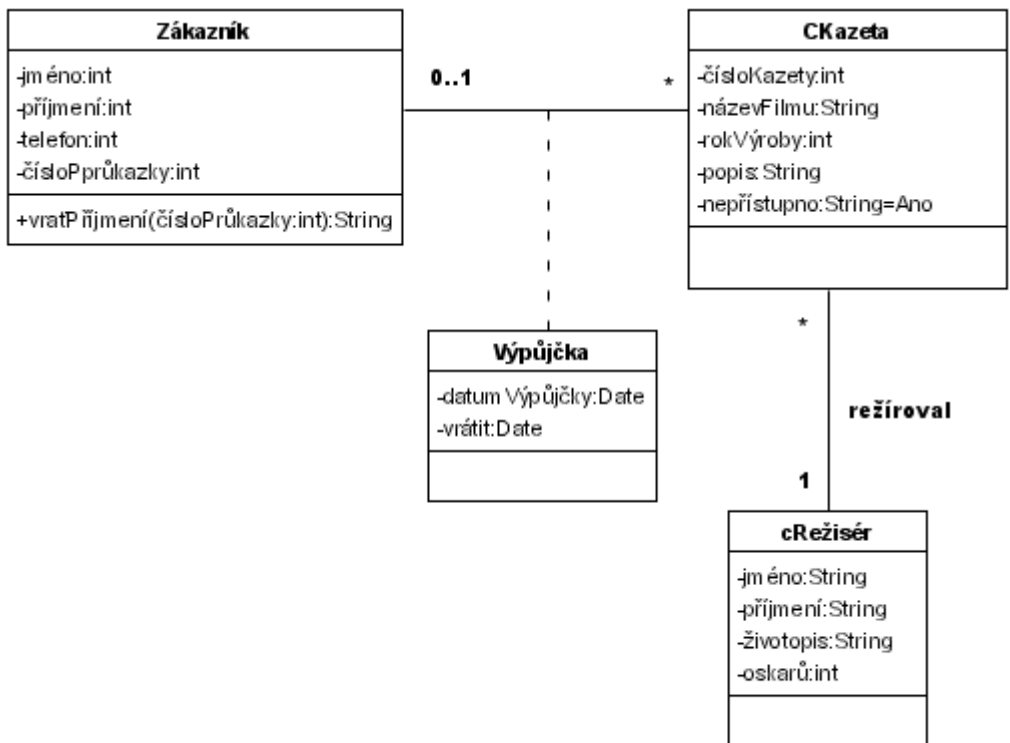 Zákazník
-jméno:int
-příjmení:int
-telefon:int
-čísloPprůkazky:int
+vratPříjmení(čísloPrůkazky:int):String
0..1
*
CKazeta
-čísloKazety:int
-názevFilmu:String
-rokVýroby:int
-popis:String
-nepřístupno:String=Ano
Výpůjčka
-datumVýpůjčky:Date
-vrátit:Date
*
režíroval
1
cRežisér
-jméno:String
-příjmení:String
-životopis:String
-oskarů:int